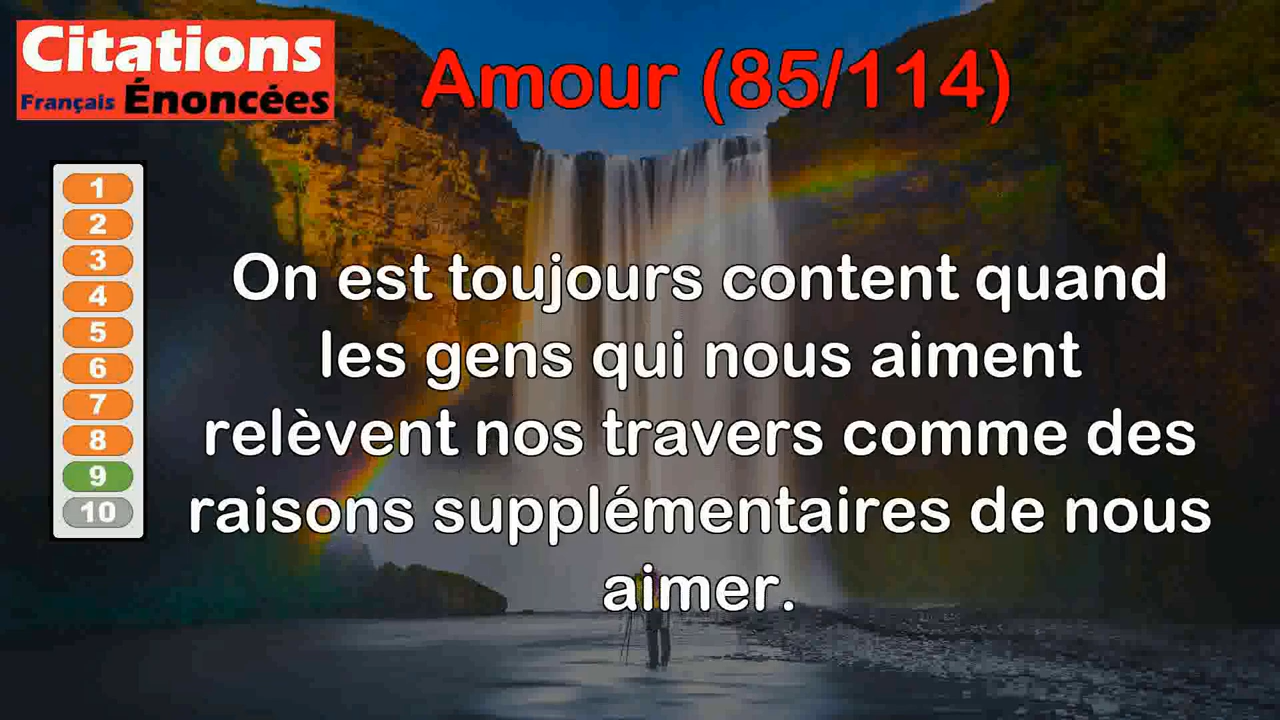 Citations
Français Énoncées
Amour (85/114)
1
2
3
4
5
6
7
8
9
10
On est toujours content quand
les gens qui nous aiment
relèvent nos travers comme des
raisons supplémentaires de nous
aimer.